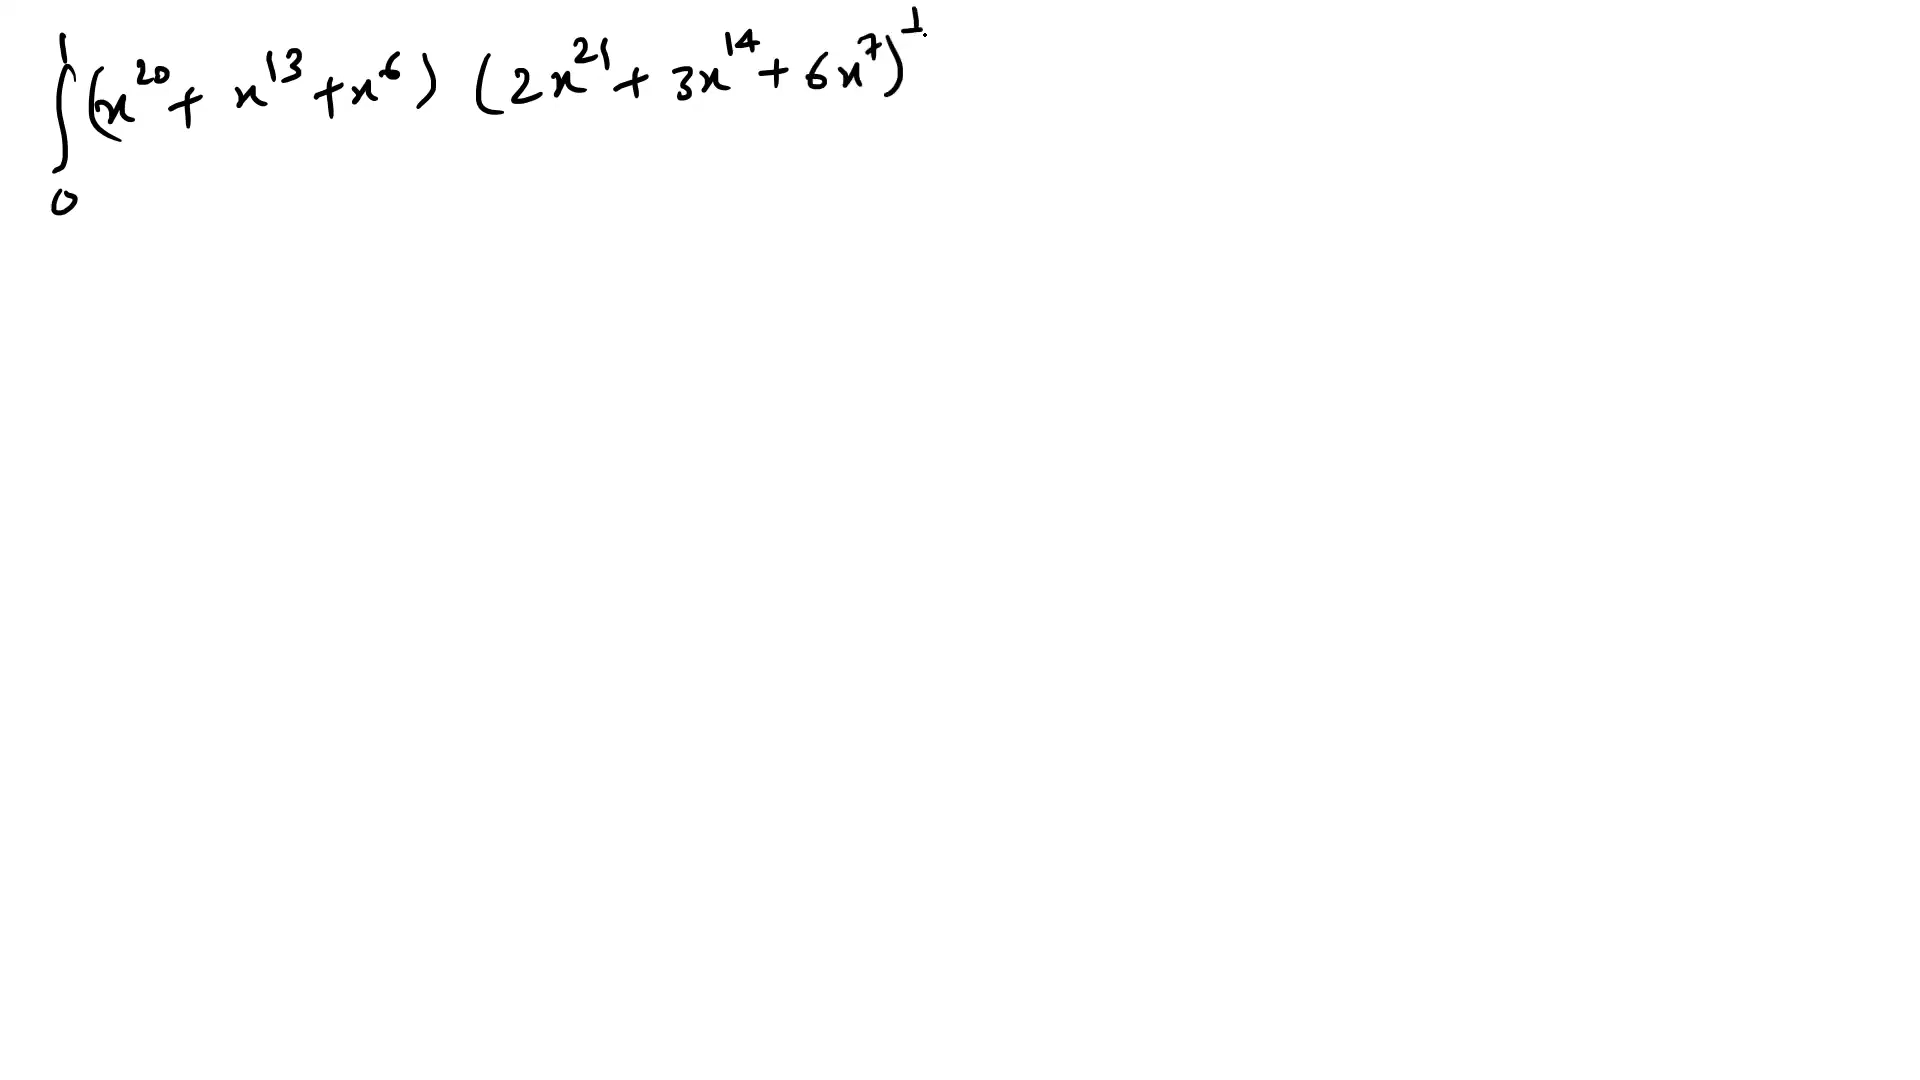 ∫₀¹ (x²⁰ + x¹³ + x⁶) (2x²¹ + 3x¹⁴ + 6x⁷)¹